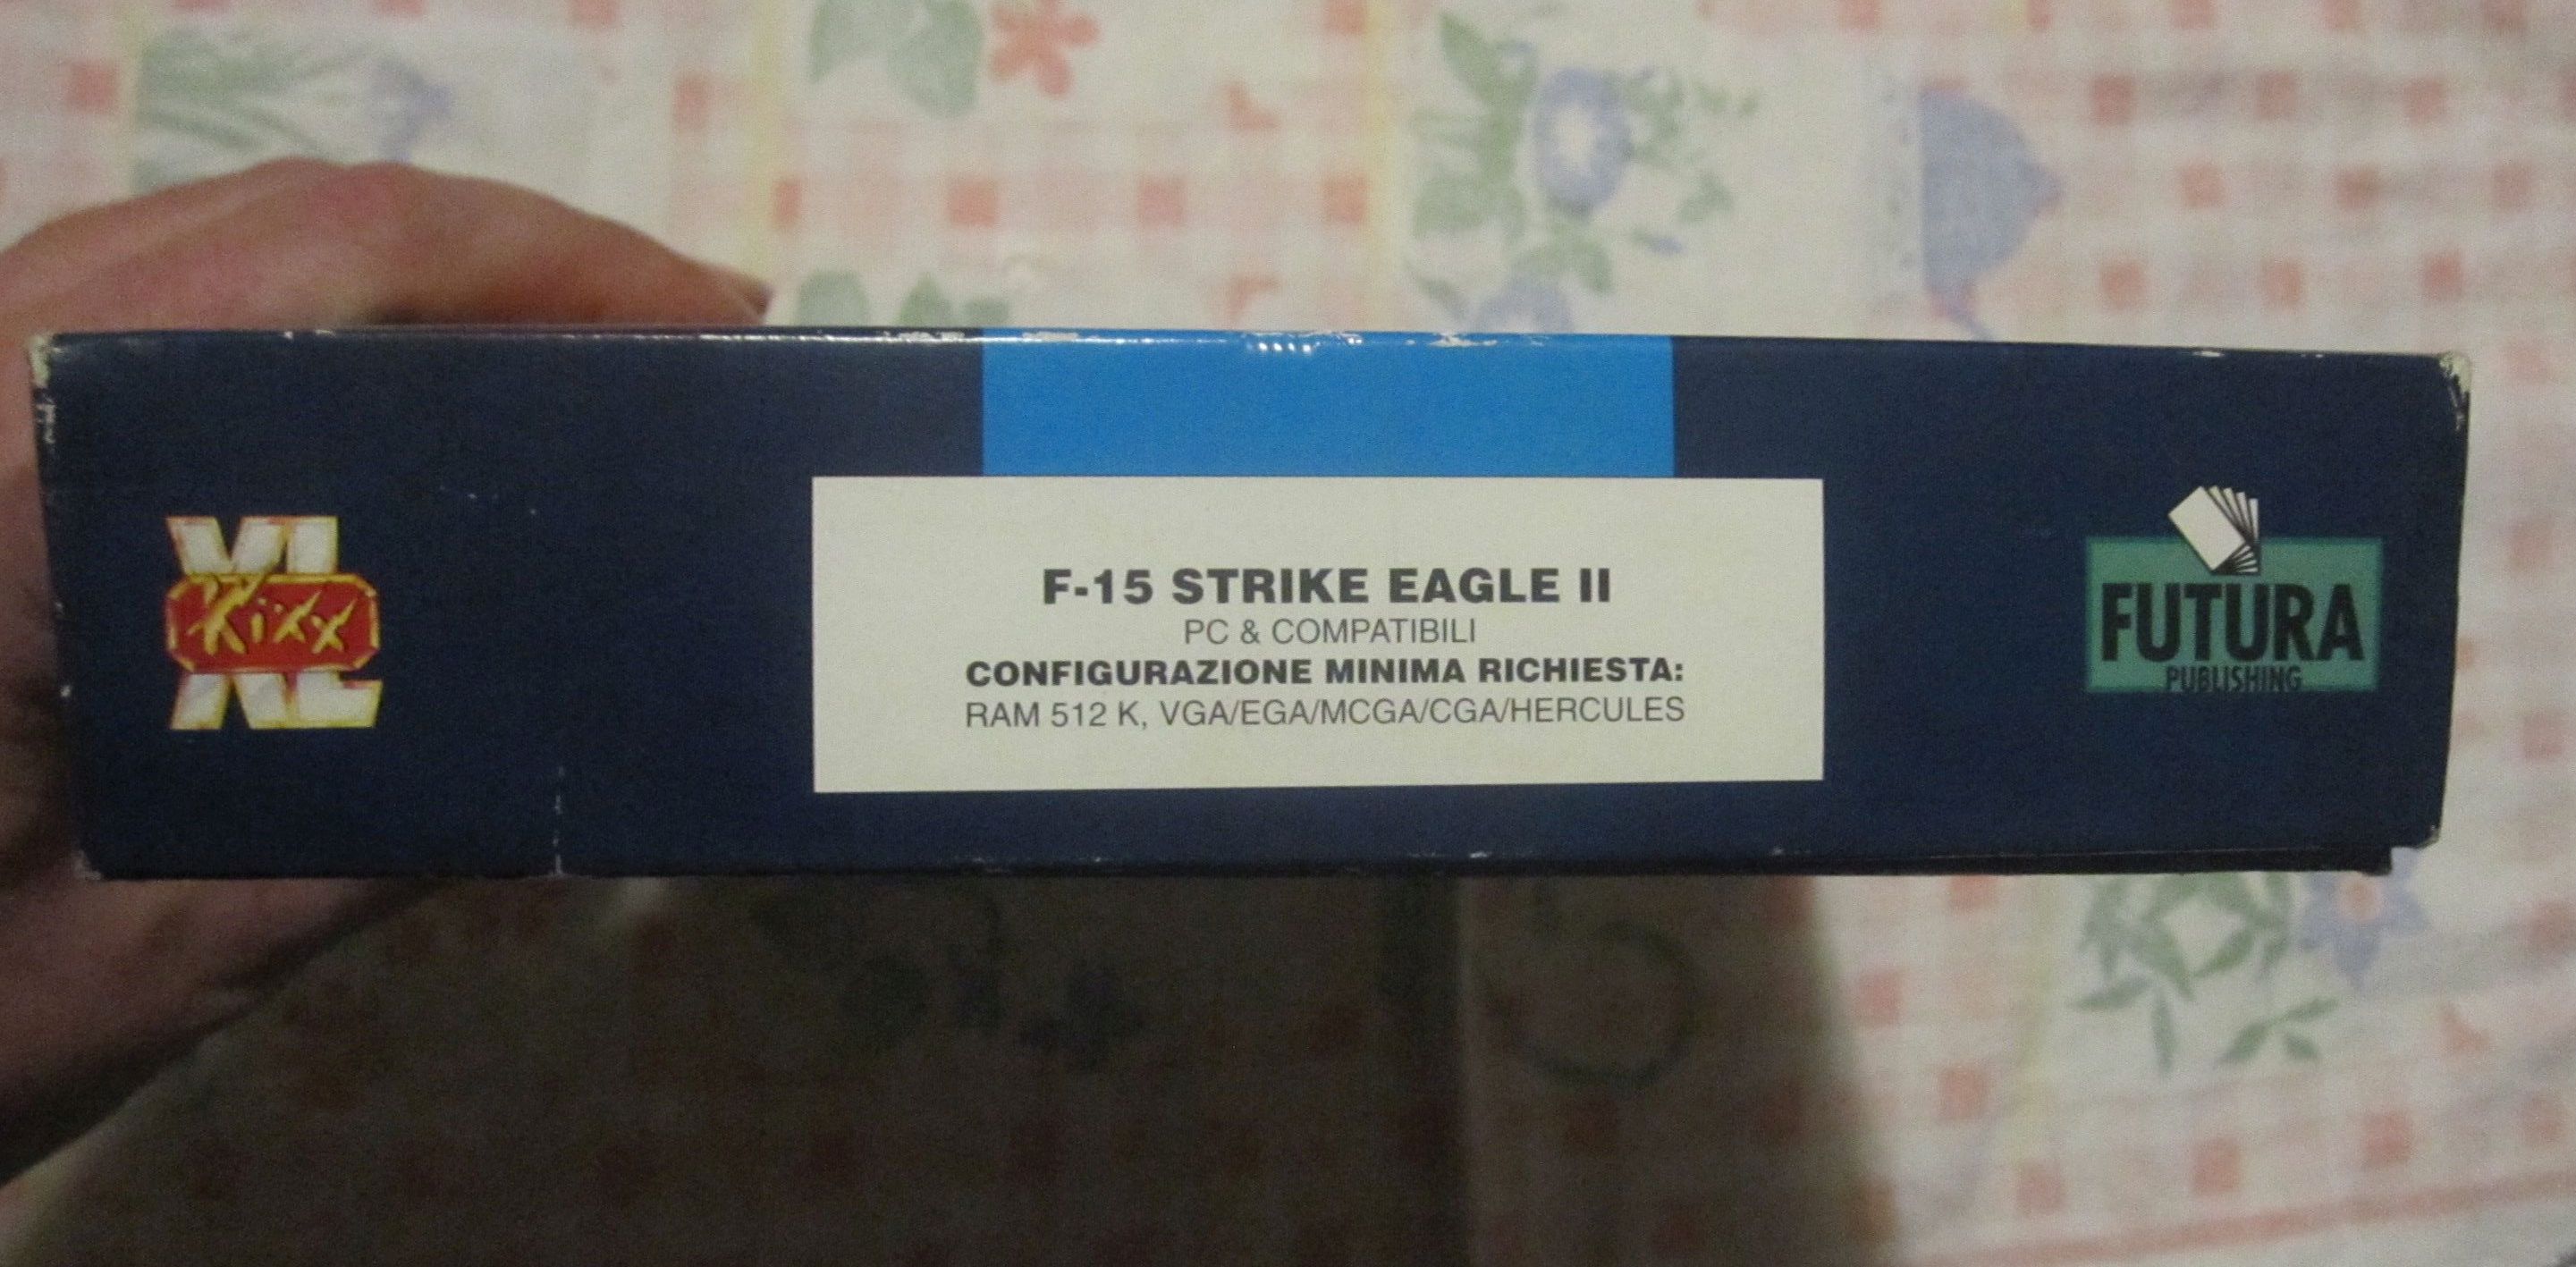 XL
Kixx
F-15 STRIKE EAGLE II
PC & COMPATIBILI
CONFIGURAZIONE MINIMA RICHIESTA:
RAM 512 K, VGA/EGA/MCGA/CGA/HERCULES
FUTURA
PUBLISHING